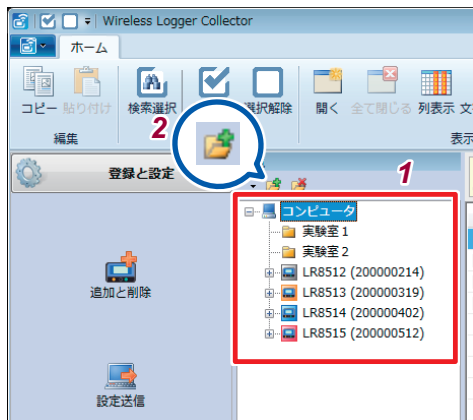 Wireless Logger Collector
ホーム
コピー 貼り付け 検索選択 選択解除 開く 全て閉じる 列表示 文
編集 2 表示
登録と設定 1
コンピュータ
実験室 1
実験室 2
LR8512 (200000214)
LR8513 (200000319)
追加と削除
LR8514 (200000402)
LR8515 (200000512)
設定送信